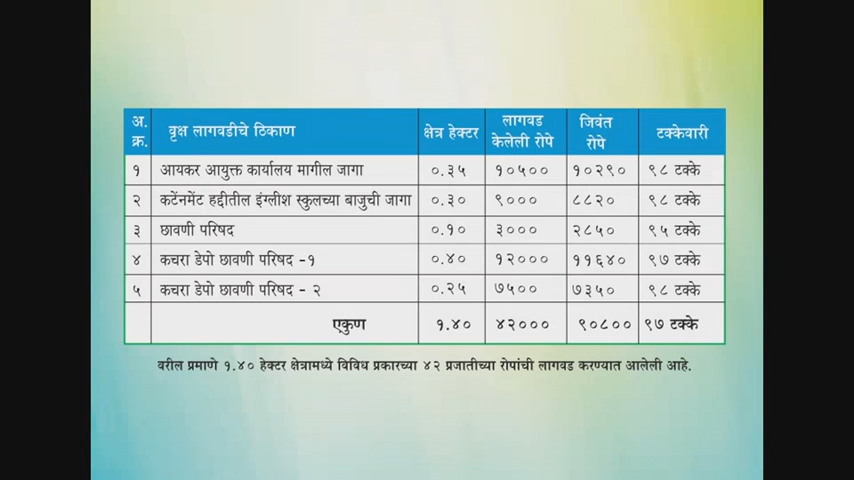 अ. क्र. वृक्ष लागवडीचे ठिकाण क्षेत्र हेक्टर लागवड केलेली रोपे जिवंत रोपे टक्केवारी
१ आयकर आयुक्त कार्यालय मागील जागा ०.३५ १०५०० १०२९० ९८ टक्के
२ कटेंनमेंट हद्दीतील इंग्लीश स्कुलच्या बाजुची जागा ०.३० ९००० ८८२० ९८ टक्के
३ छावणी परिषद ०.१० ३००० २८५० ९५ टक्के
४ कचरा डेपो छावणी परिषद -१ ०.४० १२००० ११६४० ९७ टक्के
५ कचरा डेपो छावणी परिषद - २ ०.२५ ७५०० ७३५० ९८ टक्के
एकुण १.४० ४२००० ९०८०० ९७ टक्के
वरील प्रमाणे १.४० हेक्टर क्षेत्रामध्ये विविध प्रकारच्या ४२ प्रजातीच्या रोपांची लागवड करण्यात आलेली आहे.